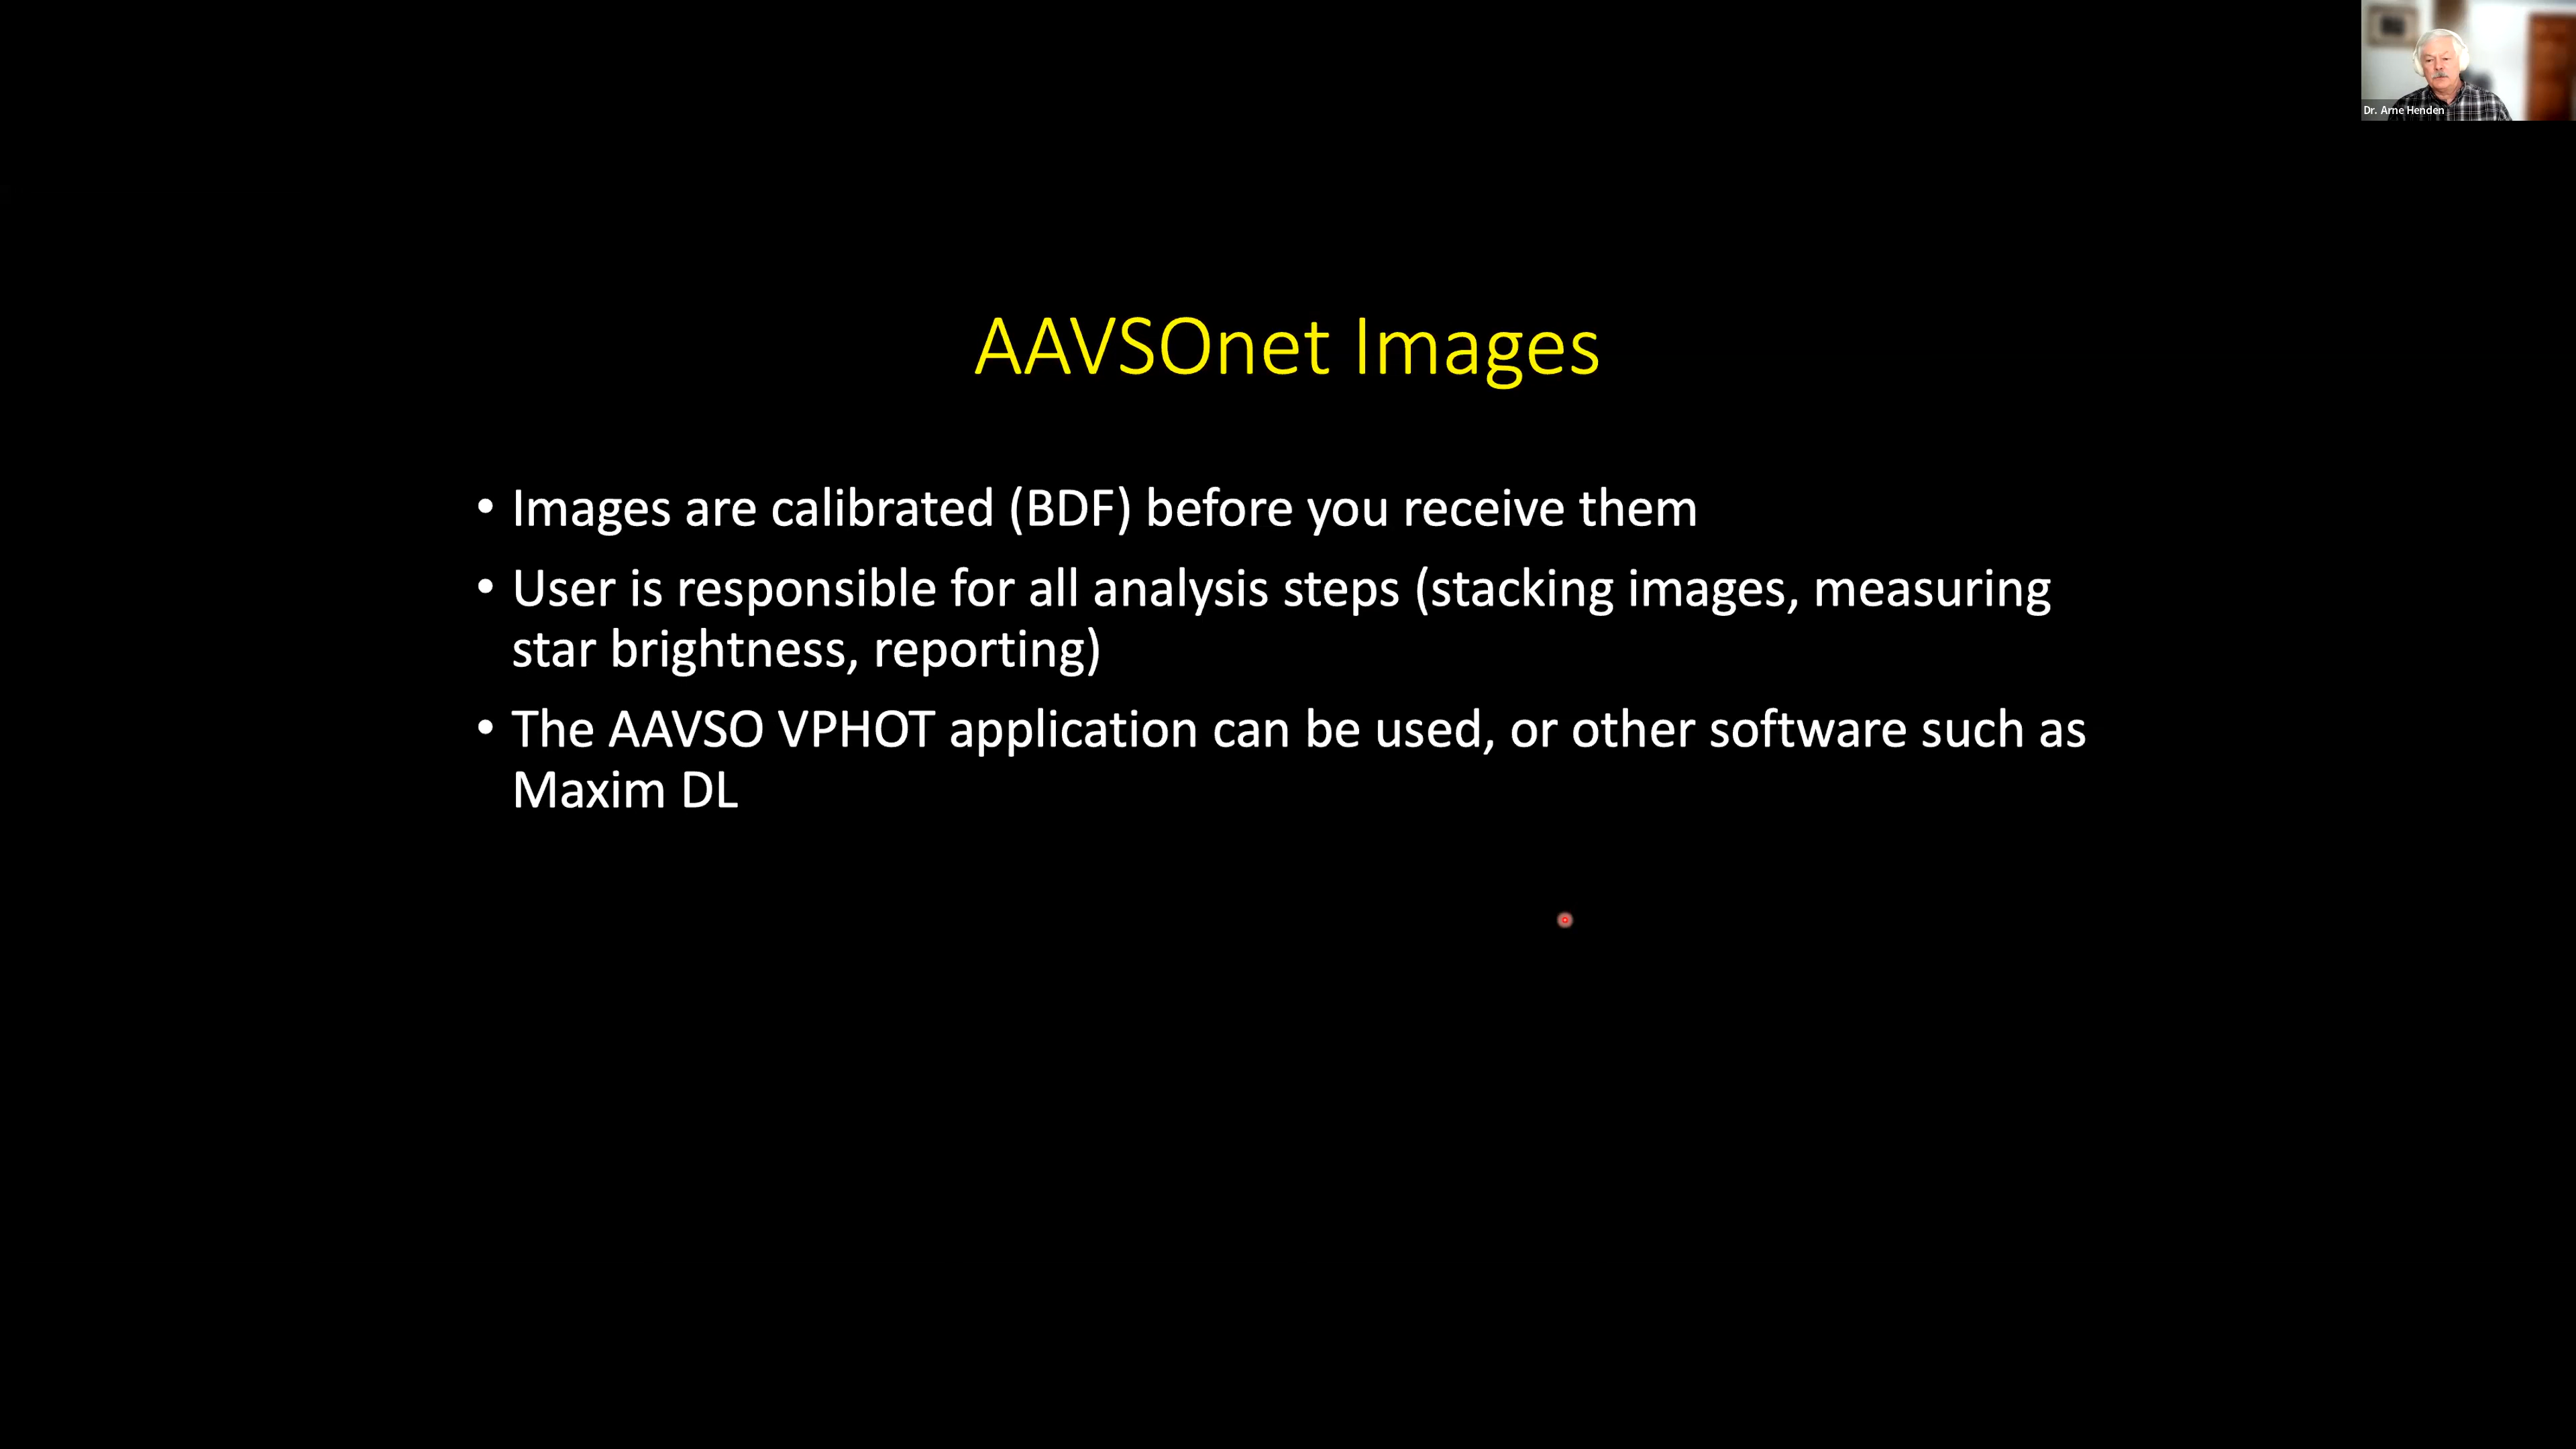 Dr. Arne Henden
AAVSOnet Images
• Images are calibrated (BDF) before you receive them
• User is responsible for all analysis steps (stacking images, measuring
star brightness, reporting)
• The AAVSO VPHOT application can be used, or other software such as
Maxim DL